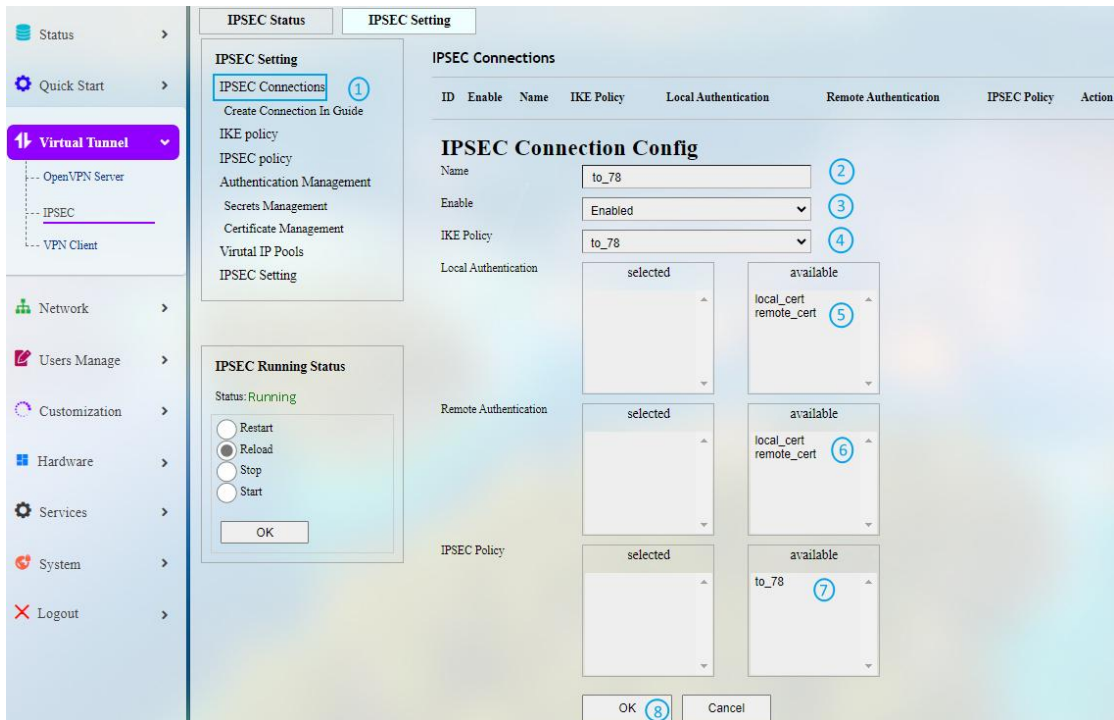 Status
Quick Start
Virtual Tunnel
OpenVPN Server
IPSEC
VPN Client
Network
Users Manage
Customization
Hardware
Services
System
Logout
IPSEC Status
IPSEC Setting
IPSEC Setting
IPSEC Connections 1
Create Connection In Guide
IKE policy
IPSEC policy
Authentication Management
Secrets Management
Certificate Management
Virutal IP Pools
IPSEC Setting
IPSEC Running Status
Status: Running
Restart
Reload
Stop
Start
OK
IPSEC Connections
ID Enable Name IKE Policy Local Authentication Remote Authentication IPSEC Policy Action
IPSEC Connection Config
Name to_78 2
Enable Enabled 3
IKE Policy to_78 4
Local Authentication selected available
local_cert
remote_cert 5
Remote Authentication selected available
local_cert
remote_cert 6
IPSEC Policy selected available
to_78 7
OK 8 Cancel